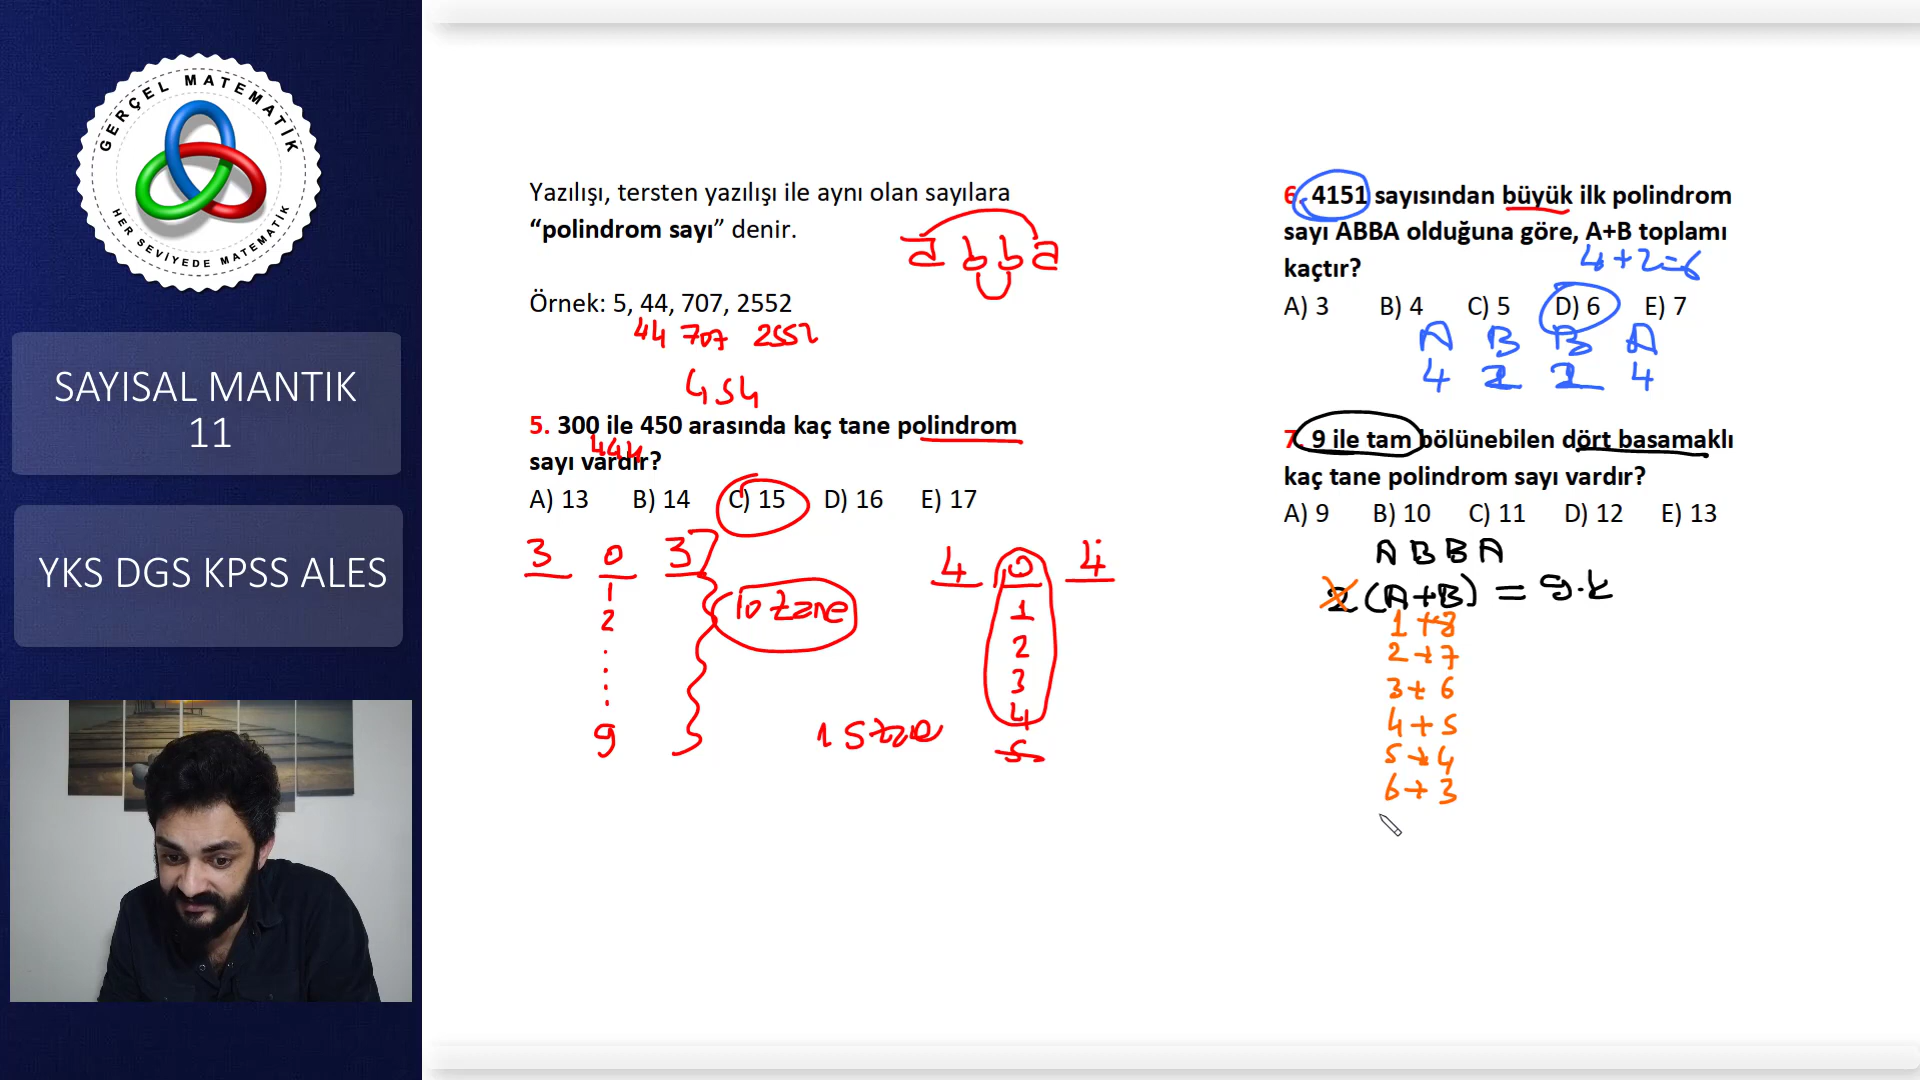 GERÇEL MATEMATİK
HER SEVİYEDE MATEMATİK
SAYISAL MANTIK
11
YKS DGS KPSS ALES
Yazılışı, tersten yazılışı ile aynı olan sayılara
“polindrom sayı” denir.
a b b a
Örnek: 5, 44, 707, 2552
44 707 2552
454
5. 300 ile 450 arasında kaç tane polindrom
444
sayı vardır?
A) 13 B) 14 C) 15 D) 16 E) 17
3 0 3
1
2
.
.
.
.
9
10 tane
4 0 4
1
2
3
4
5
15 tane
6. 4151 sayısından büyük ilk polindrom
sayı ABBA olduğuna göre, A+B toplamı
kaçtır?
4+2=6
A) 3 B) 4 C) 5 D) 6 E) 7
A B B A
4 2 2 4
7. 9 ile tam bölünebilen dört basamaklı
kaç tane polindrom sayı vardır?
A) 9 B) 10 C) 11 D) 12 E) 13
A B B A
2 (A+B) = 9.k
1 + 8
2 + 7
3 + 6
4 + 5
5 + 4
6 + 3